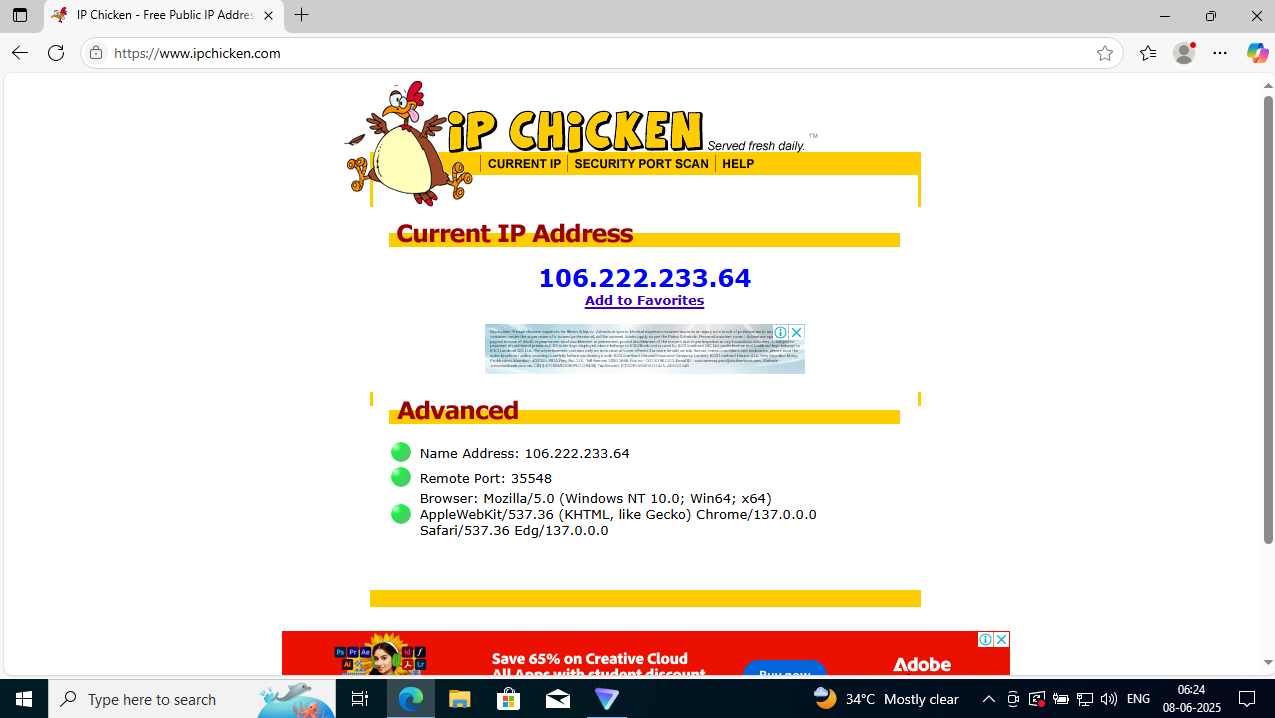 IP Chicken - Free Public IP Addres
https://www.ipchicken.com
iP CHiCKEN
Served fresh daily.
TM
CURRENT IP
SECURITY PORT SCAN
HELP
Current IP Address
106.222.233.64
Add to Favorites
Advanced
Name Address: 106.222.233.64
Remote Port: 35548
Browser: Mozilla/5.0 (Windows NT 10.0; Win64; x64)
AppleWebKit/537.36 (KHTML, like Gecko) Chrome/137.0.0.0
Safari/537.36 Edg/137.0.0.0
Ps Pr Ae Id f
Ai Lr
Save 65% on Creative Cloud
All Apps with student discount
Buy now
Adobe
Type here to search
34°C Mostly clear
ENG
06:24
08-06-2025